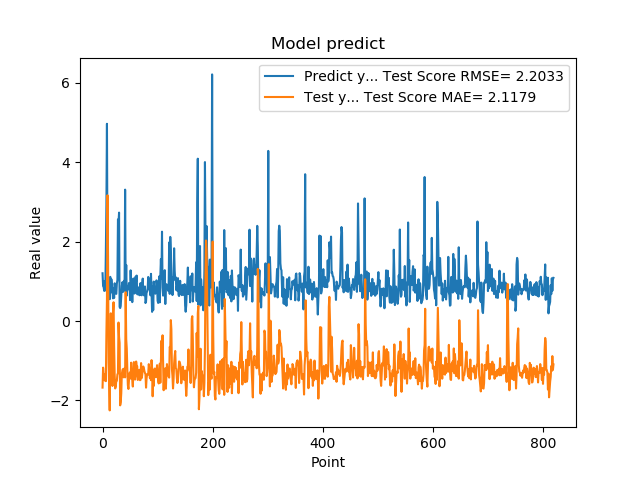 Model predict
Predict y... Test Score RMSE= 2.2033
Test y... Test Score MAE= 2.1179
Real value
6
4
2
0
−2
0 200 400 600 800
Point